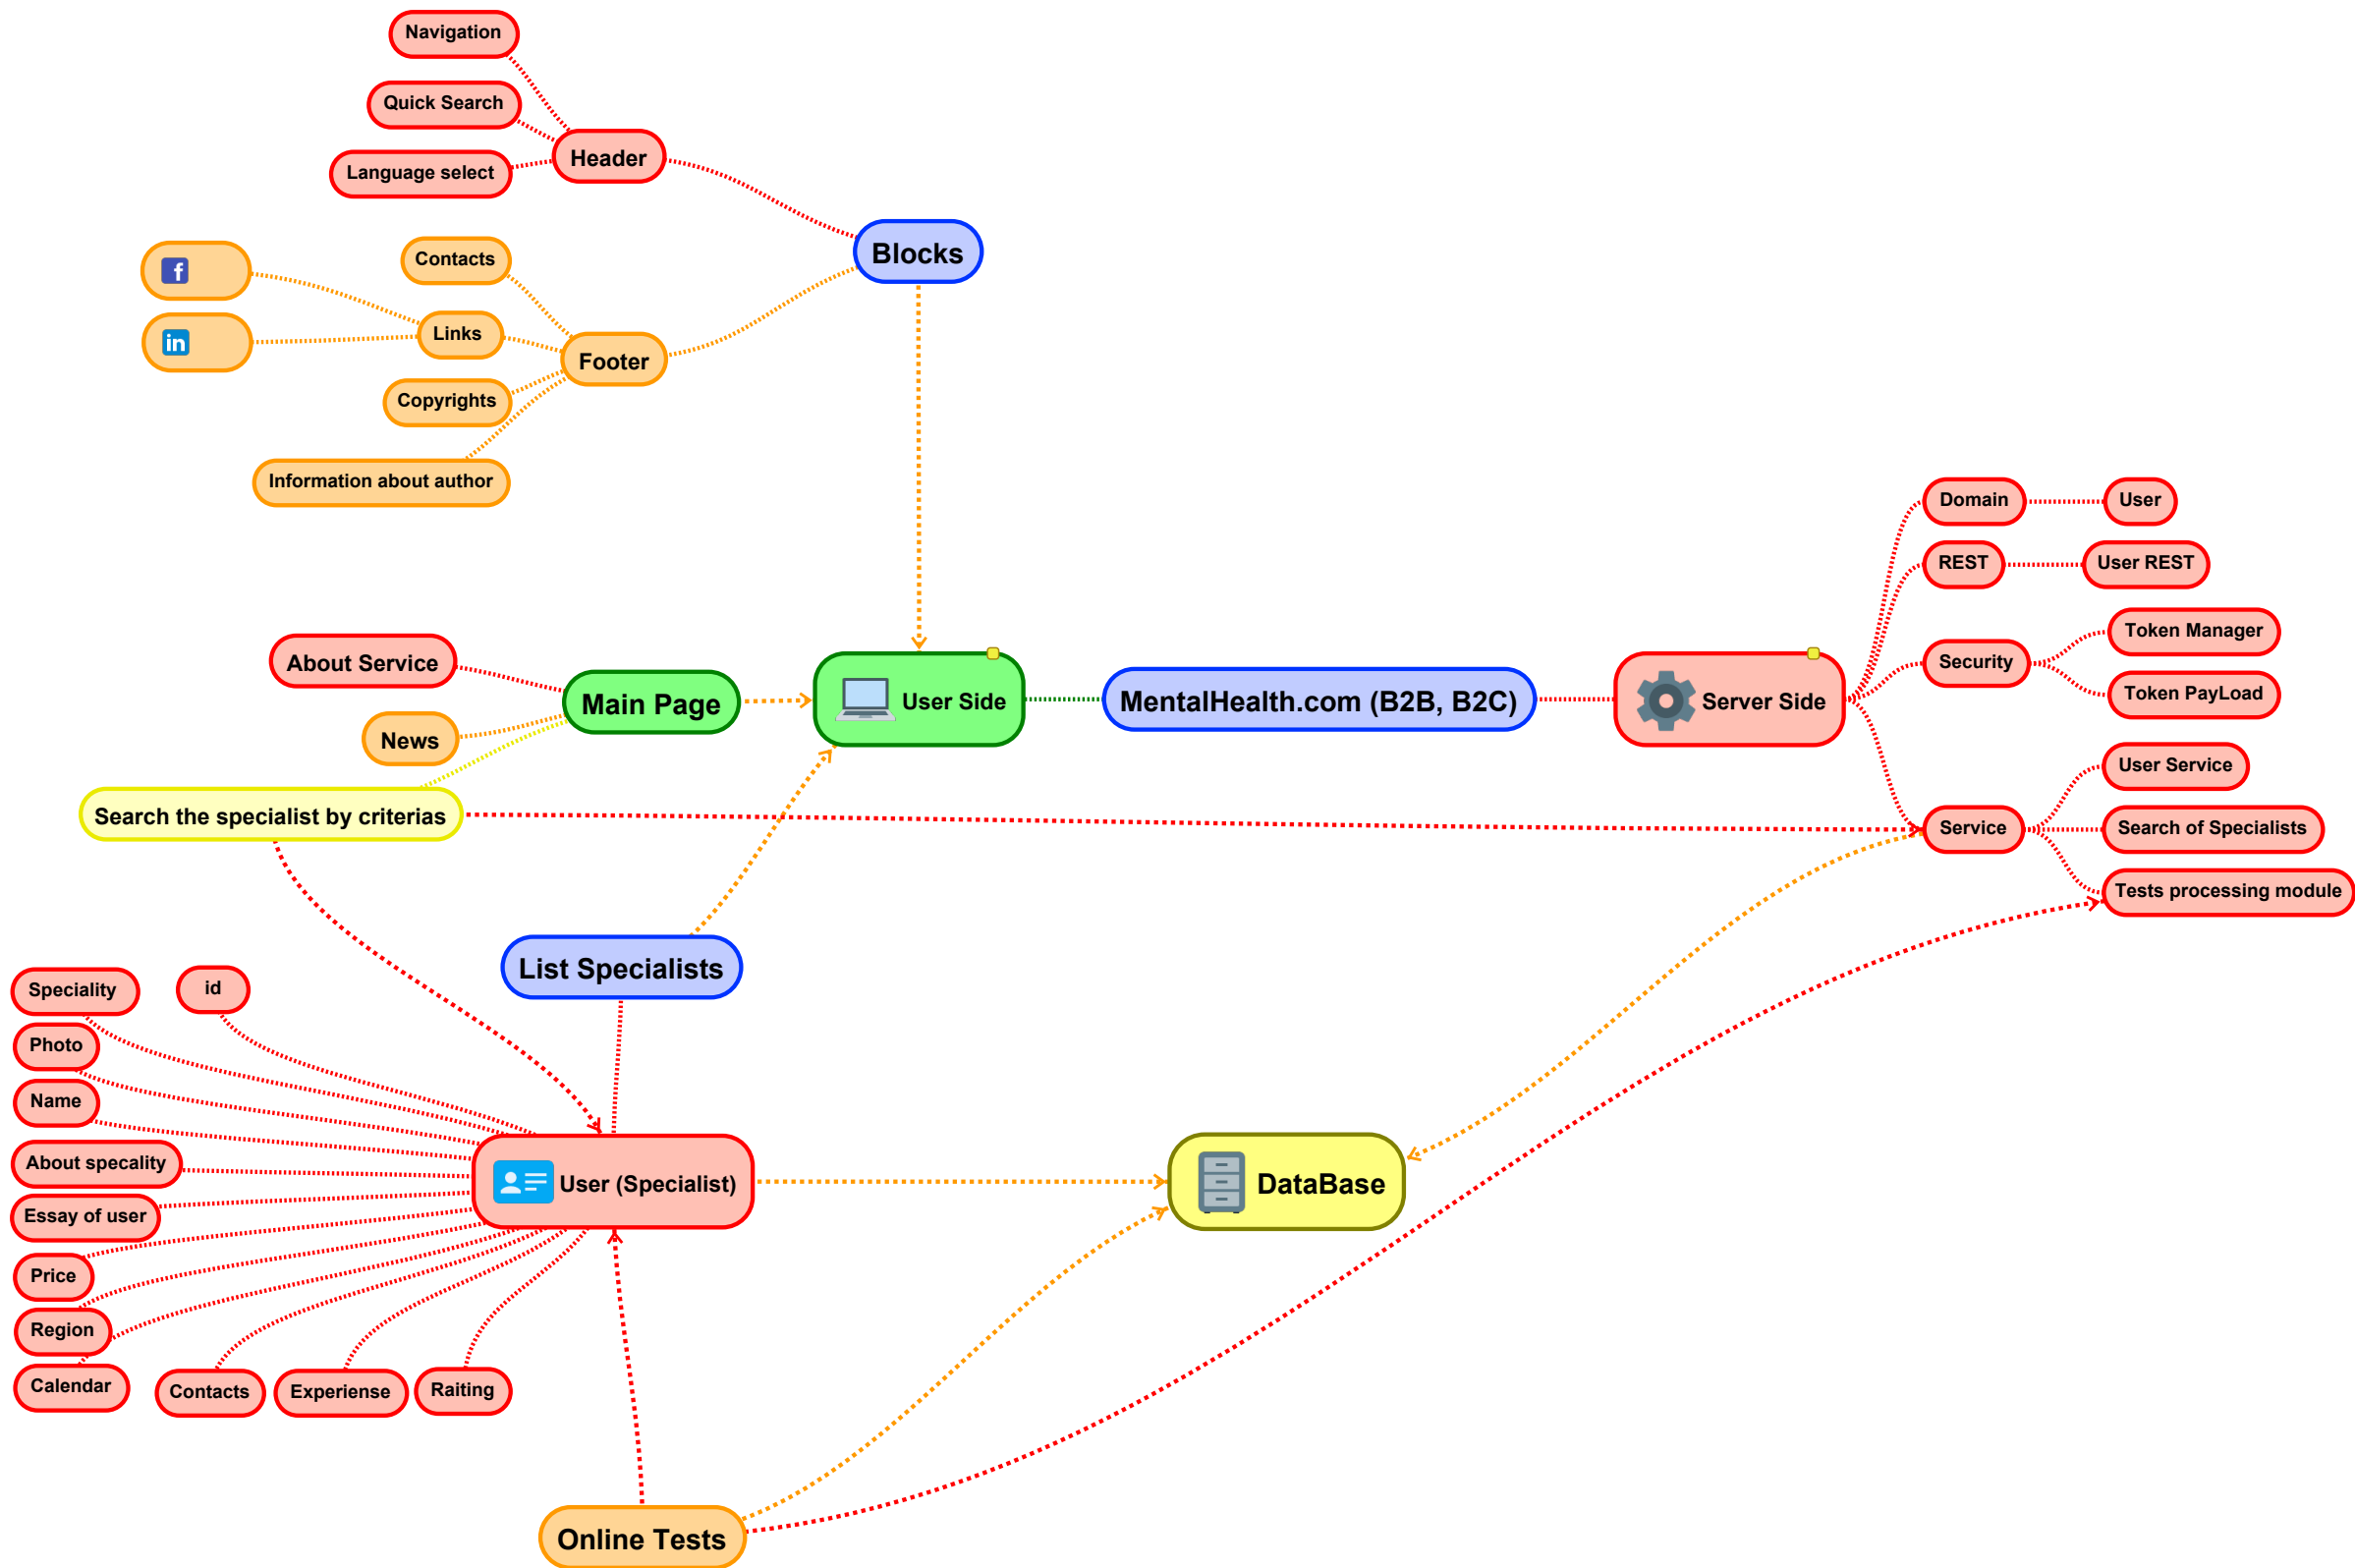 Navigation
Quick Search
Language select
Header
Blocks
Contacts
f
in
Links
Footer
Copyrights
Information about author
Domain
User
REST
User REST
Token Manager
Security
Token PayLoad
About Service
Main Page
User Side
MentalHealth.com (B2B, B2C)
Server Side
News
Search the specialist by criterias
User Service
Service
Search of Specialists
Tests processing module
List Specialists
Speciality
id
Photo
Name
About specality
User (Specialist)
DataBase
Essay of user
Price
Region
Calendar
Contacts
Experiense
Raiting
Online Tests